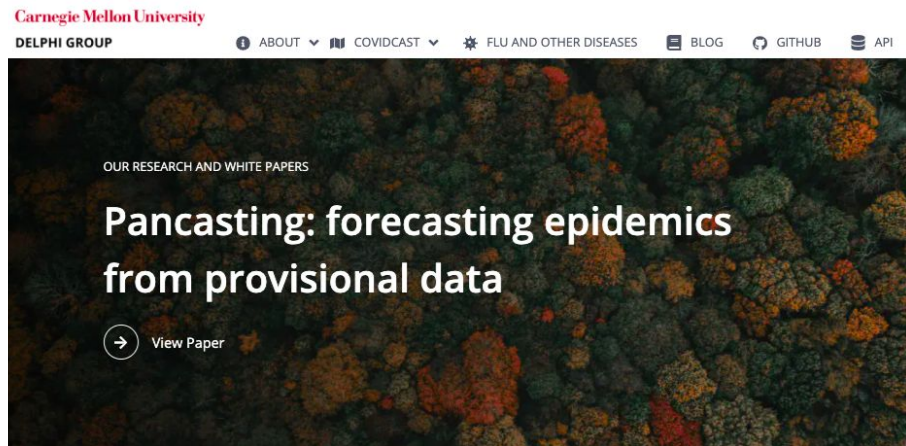 Carnegie Mellon University
DELPHI GROUP
ABOUT COVIDCAST FLU AND OTHER DISEASES BLOG GITHUB API
OUR RESEARCH AND WHITE PAPERS
Pancasting: forecasting epidemics
from provisional data
View Paper